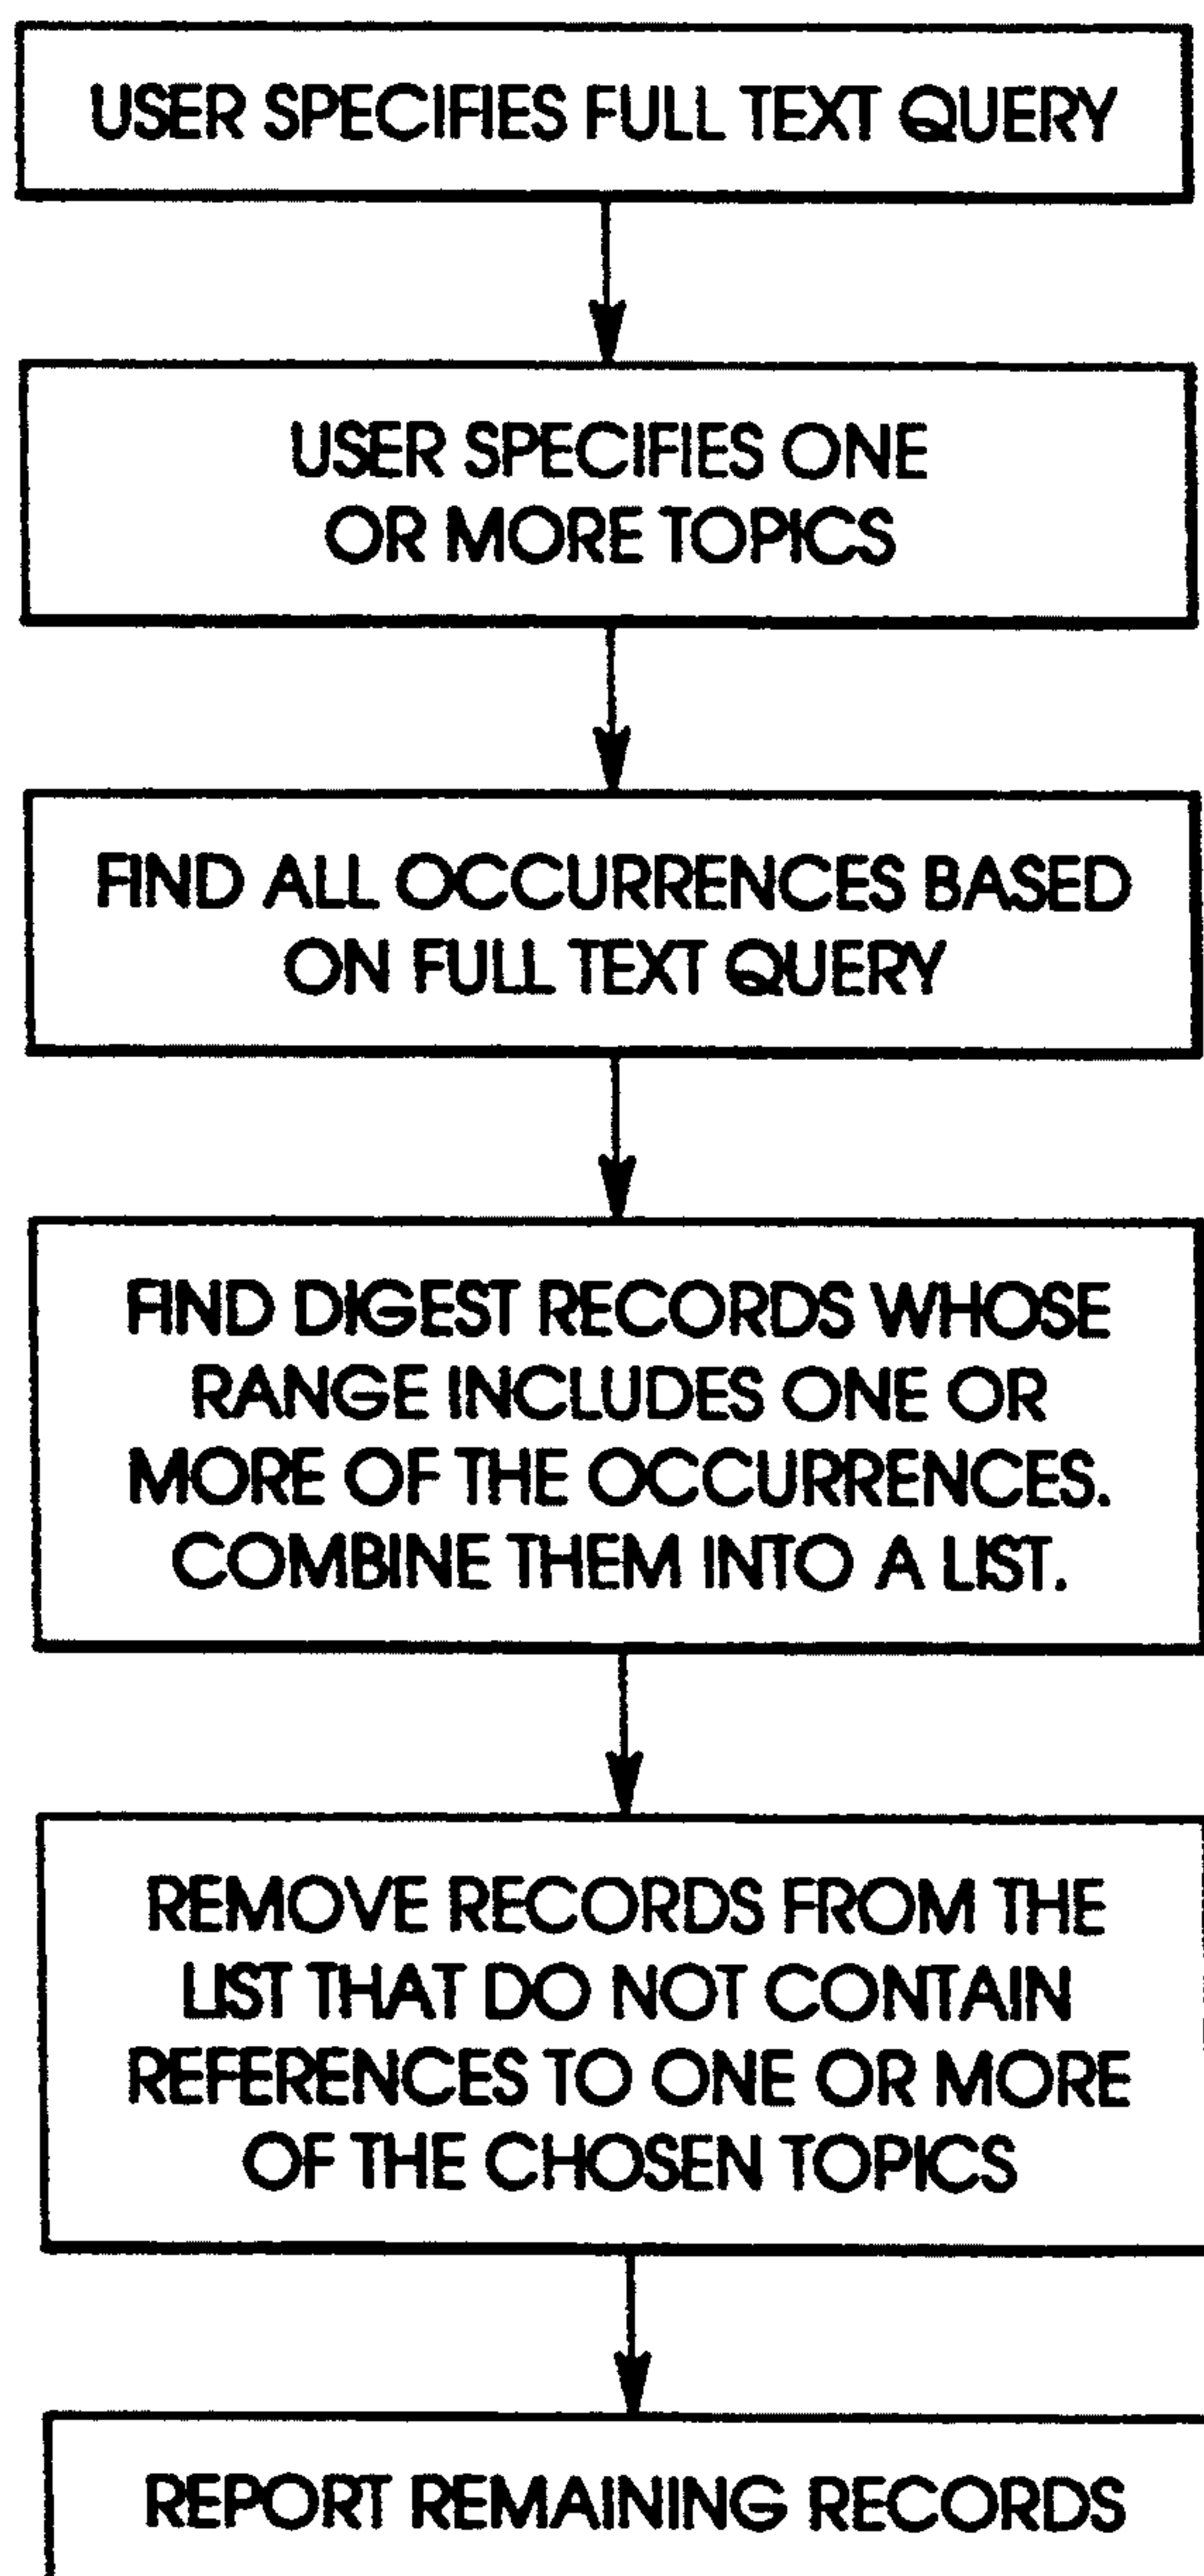 USER SPECIFIES FULL TEXT QUERY
USER SPECIFIES ONE
OR MORE TOPICS
FIND ALL OCCURRENCES BASED
ON FULL TEXT QUERY
FIND DIGEST RECORDS WHOSE
RANGE INCLUDES ONE OR
MORE OF THE OCCURRENCES.
COMBINE THEM INTO A LIST.
REMOVE RECORDS FROM THE
LIST THAT DO NOT CONTAIN
REFERENCES TO ONE OR MORE
OF THE CHOSEN TOPICS
REPORT REMAINING RECORDS